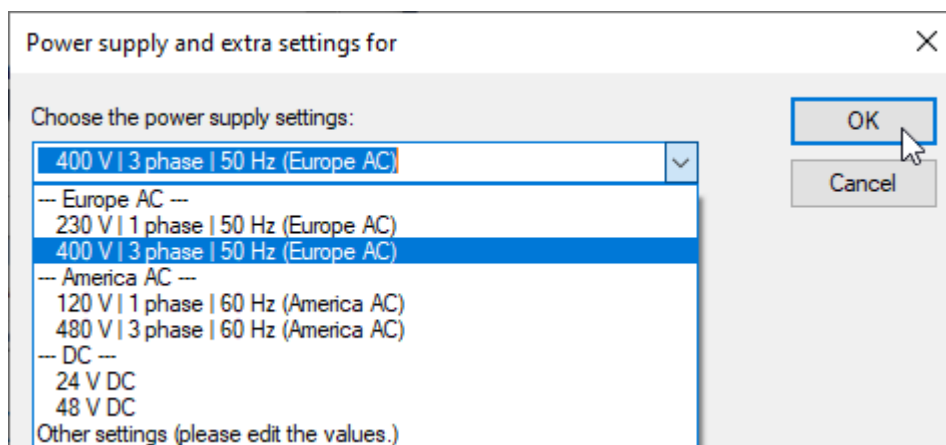 Power supply and extra settings for
Choose the power supply settings:
OK
400 V | 3 phase | 50 Hz (Europe AC)
Cancel
--- Europe AC ---
230 V | 1 phase | 50 Hz (Europe AC)
400 V | 3 phase | 50 Hz (Europe AC)
--- America AC ---
120 V | 1 phase | 60 Hz (America AC)
480 V | 3 phase | 60 Hz (America AC)
--- DC ---
24 V DC
48 V DC
Other settings (please edit the values.)